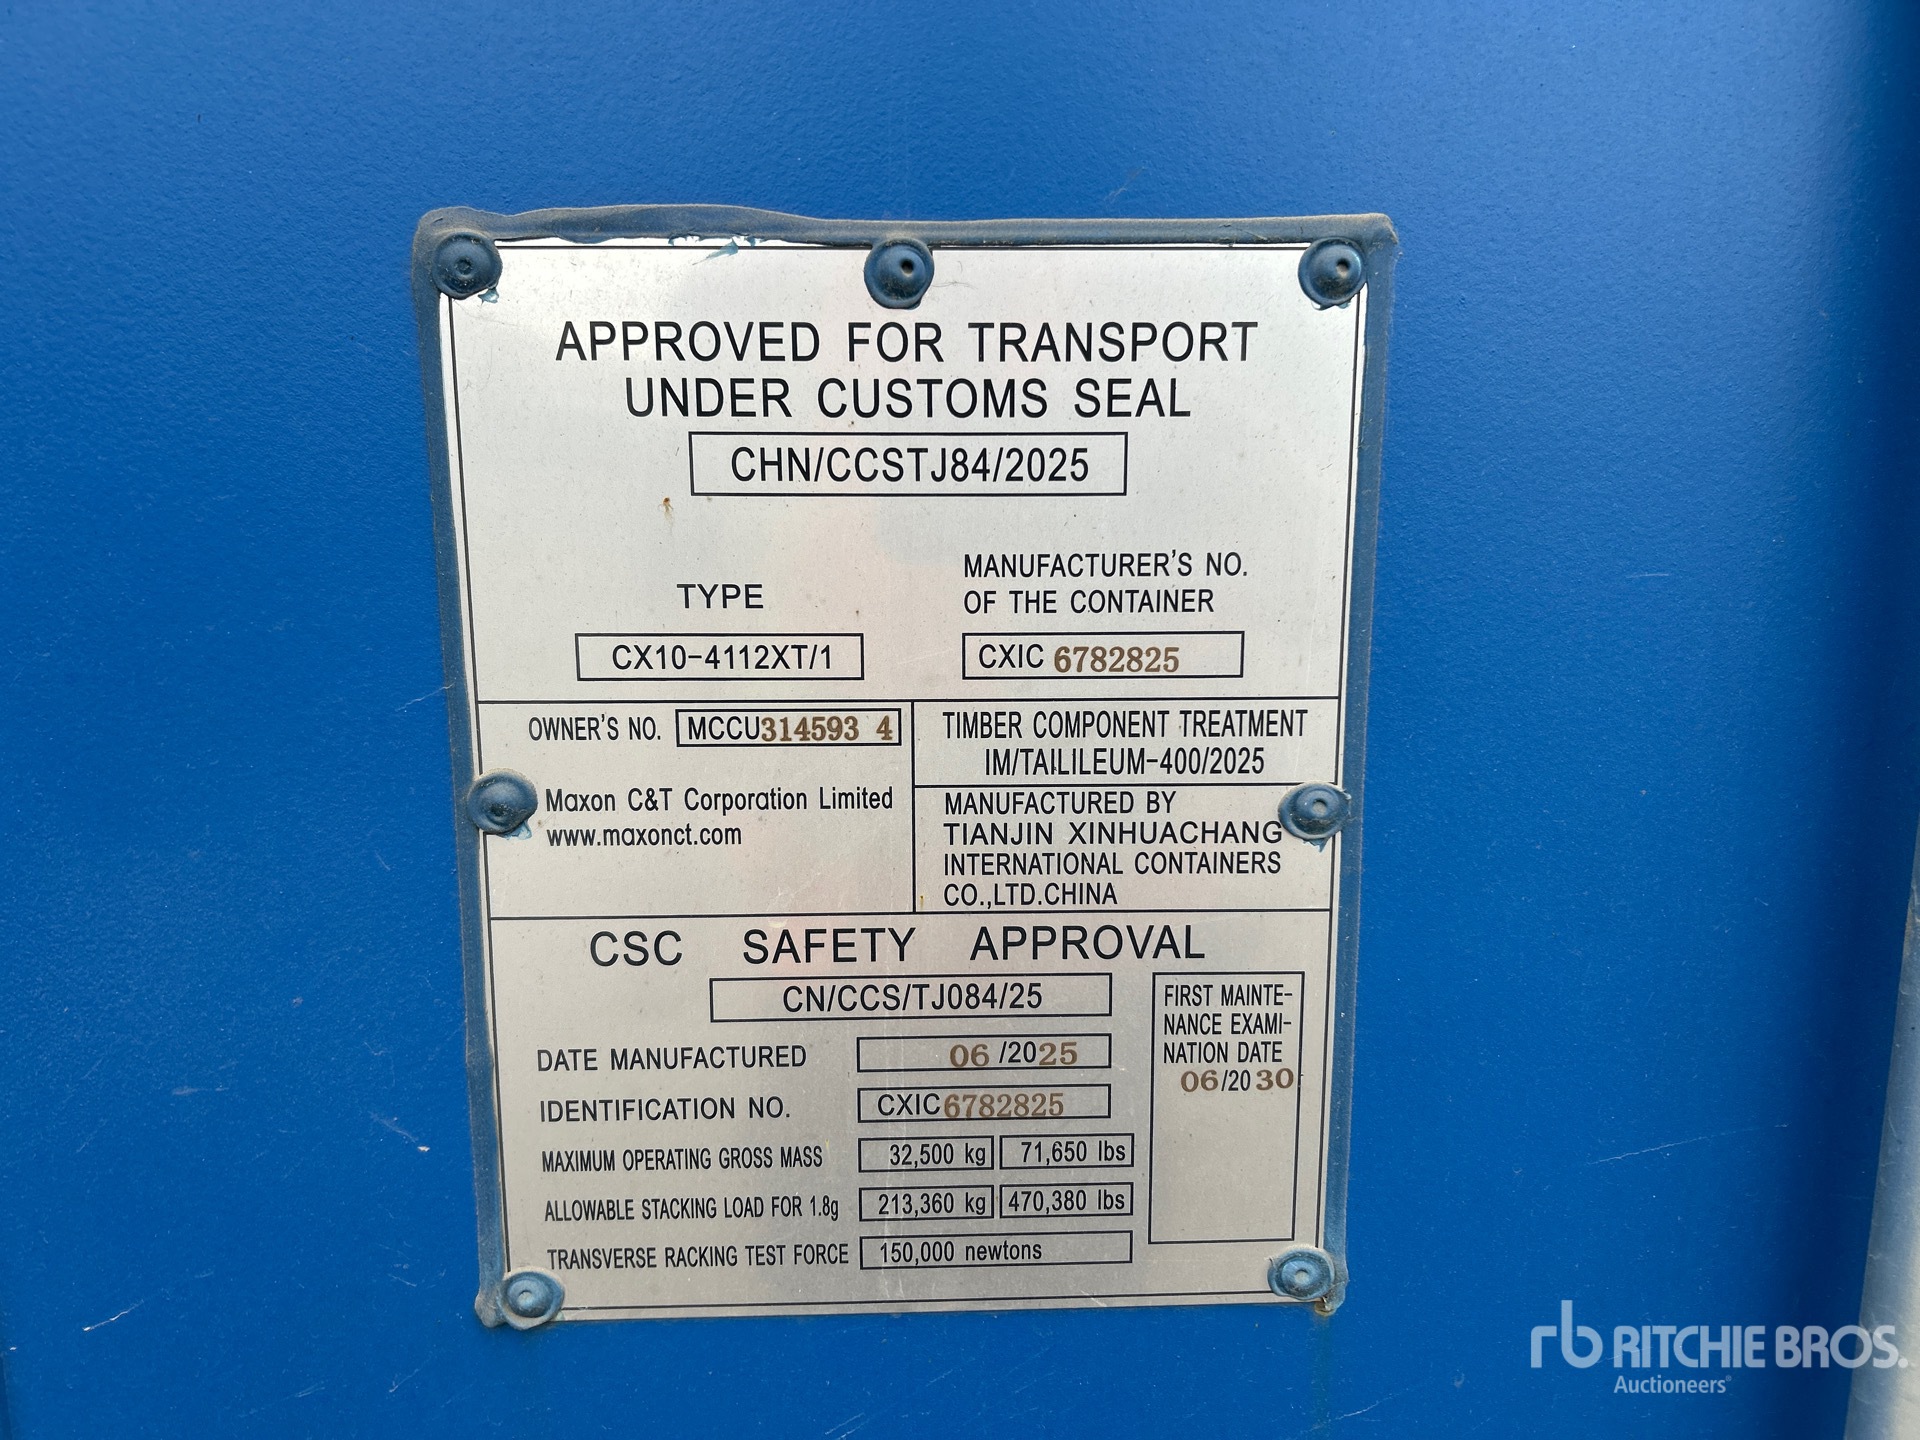 APPROVED FOR TRANSPORT
UNDER CUSTOMS SEAL
CHN/CCSTJ84/2025
TYPE
CX10-4112XT/1
MANUFACTURER'S NO.
OF THE CONTAINER
CXIC 6782825
OWNER'S NO. MCCU314593 4
Maxon C&T Corporation Limited
www.maxonct.com
TIMBER COMPONENT TREATMENT
IM/TAILILEUM-400/2025
MANUFACTURED BY
TIANJIN XINHUACHANG
INTERNATIONAL CONTAINERS
CO.,LTD.CHINA
CSC SAFETY APPROVAL
CN/CCS/TJ084/25
DATE MANUFACTURED 06 /2025
IDENTIFICATION NO. CXIC6782825
MAXIMUM OPERATING GROSS MASS 32,500 kg 71,650 lbs
ALLOWABLE STACKING LOAD FOR 1.8g 213,360 kg 470,380 lbs
TRANSVERSE RACKING TEST FORCE 150,000 newtons
FIRST MAINTE-
NANCE EXAMI-
NATION DATE
06/20 30
rb RITCHIE BROS.
Auctioneers